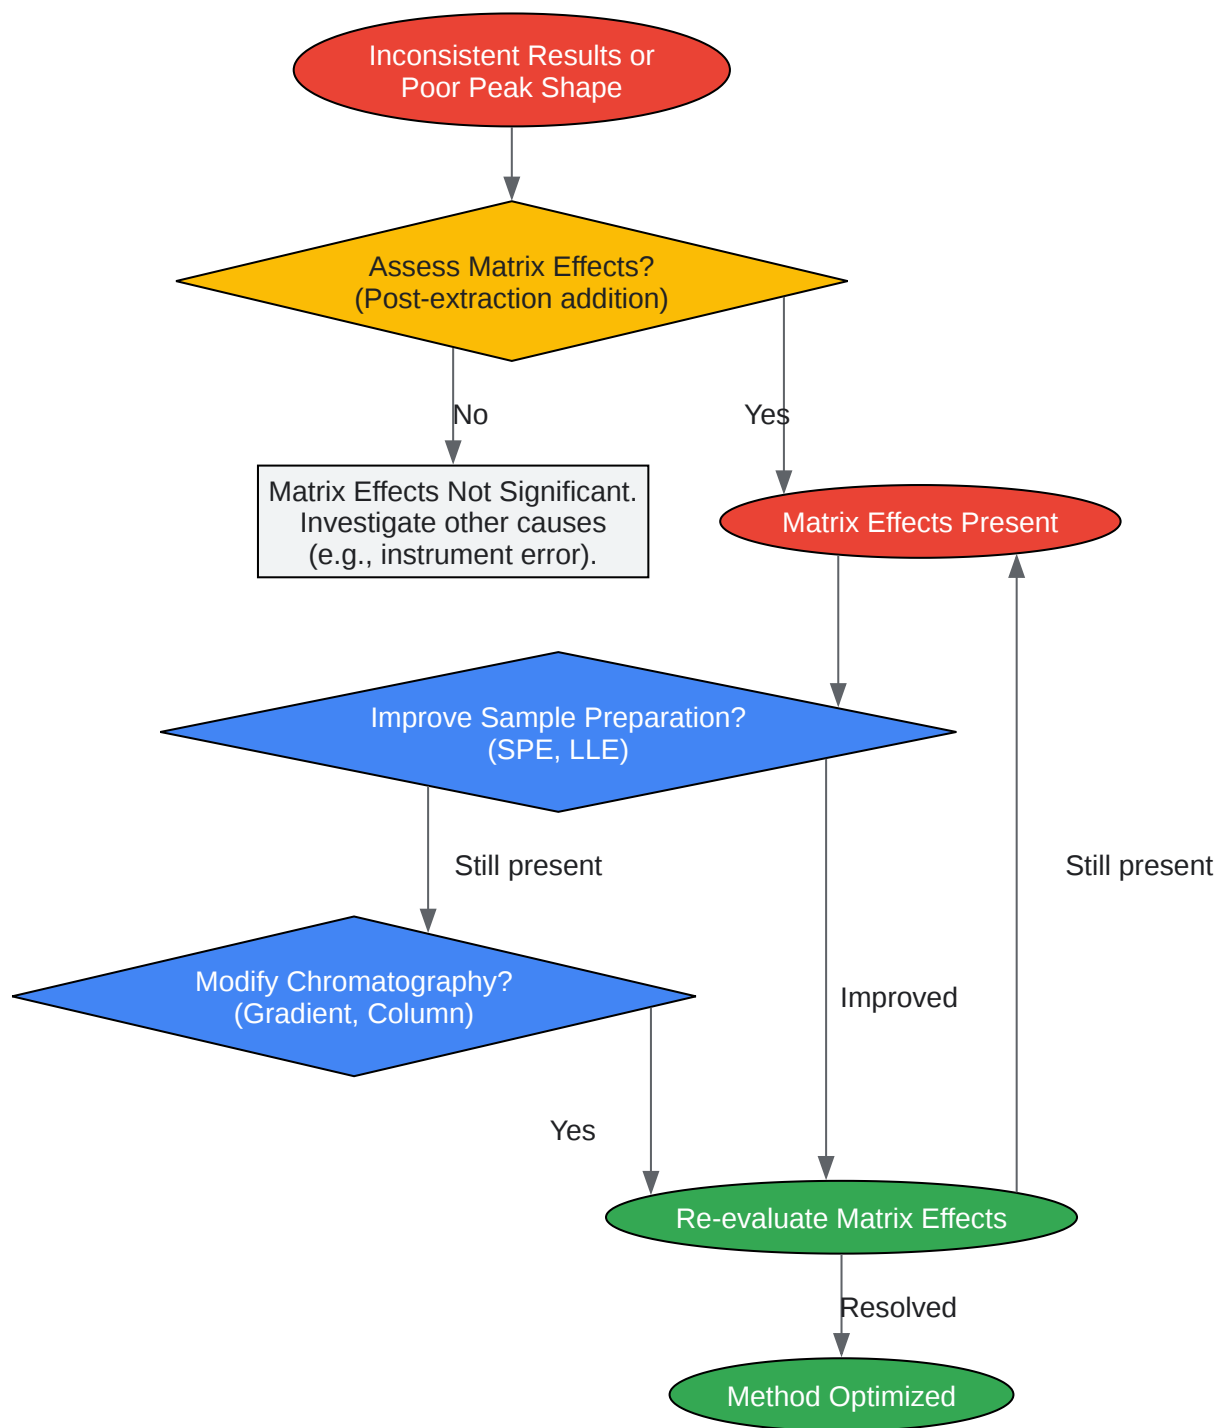 Inconsistent Results or
Poor Peak Shape
Assess Matrix Effects?
(Post-extraction addition)
No
Yes
Matrix Effects Not Significant.
Investigate other causes
(e.g., instrument error).
Matrix Effects Present
Improve Sample Preparation?
(SPE, LLE)
Still present
Still present
Modify Chromatography?
(Gradient, Column)
Improved
Yes
Re-evaluate Matrix Effects
Resolved
Method Optimized